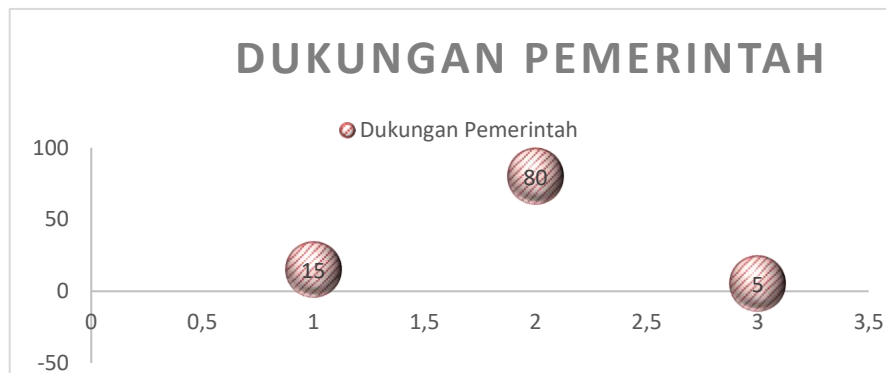 DUKUNGAN PEMERINTAH
Dukungan Pemerintah
100
80
50
15
5
0
0 0,5 1 1,5 2 2,5 3 3,5
-50